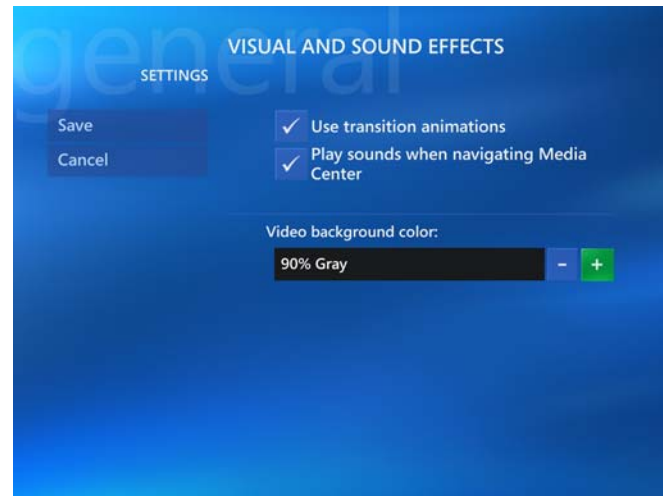 general
VISUAL AND SOUND EFFECTS
SETTINGS
Save
Cancel
✓ Use transition animations
✓ Play sounds when navigating Media
Center
Video background color:
90% Gray - +